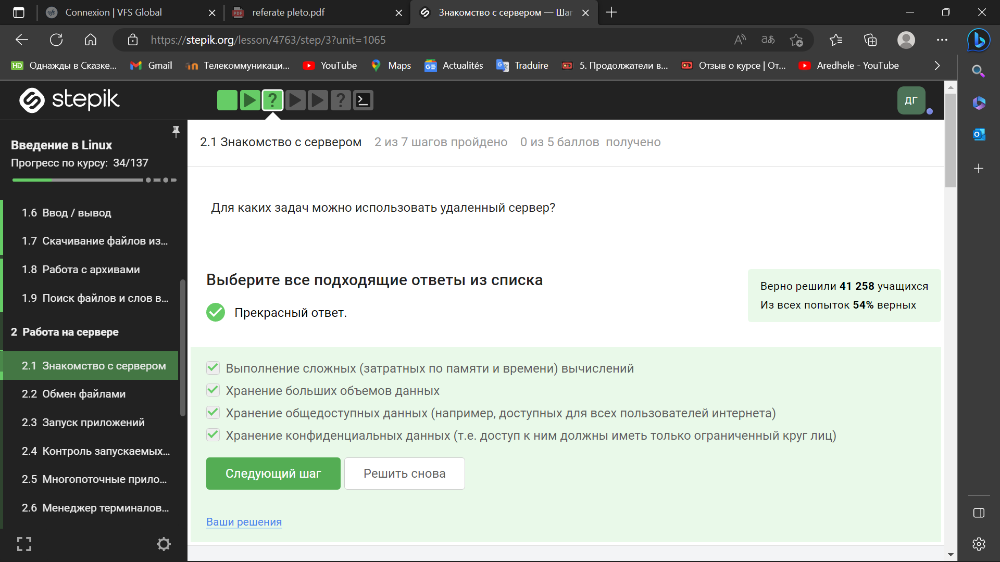 Connexion | VFS Global
referate pleto.pdf
Знакомство с сервером — Шаг
https://stepik.org/lesson/4763/step/3?unit=1065
Однажды в Сказке...
Gmail
Телекоммуникаци...
YouTube
Maps
Actualités
Traduire
5. Продолжатели в...
Отзыв о курсе | От...
Aredhele - YouTube
stepik
ДГ
Введение в Linux
Прогресс по курсу: 34/137
1.6 Ввод / вывод
1.7 Скачивание файлов из...
1.8 Работа с архивами
1.9 Поиск файлов и слов в...
2 Работа на сервере
2.1 Знакомство с сервером
2.2 Обмен файлами
2.3 Запуск приложений
2.4 Контроль запускаемых...
2.5 Многопоточные прило...
2.6 Менеджер терминалов...
2.1 Знакомство с сервером 2 из 7 шагов пройдено 0 из 5 баллов получено
Для каких задач можно использовать удаленный сервер?
Выберите все подходящие ответы из списка
Прекрасный ответ.
Верно решили 41 258 учащихся
Из всех попыток 54% верных
Выполнение сложных (затратных по памяти и времени) вычислений
Хранение больших объемов данных
Хранение общедоступных данных (например, доступных для всех пользователей интернета)
Хранение конфиденциальных данных (т.е. доступ к ним должны иметь только ограниченный круг лиц)
Следующий шаг
Решить снова
Ваши решения